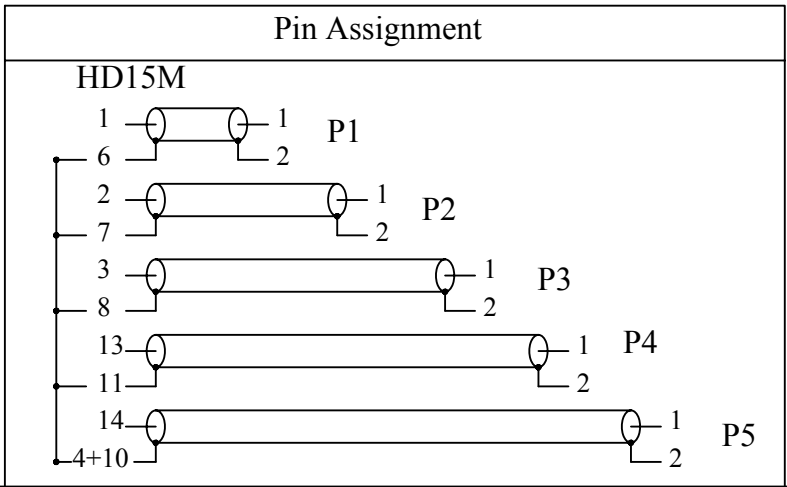 Pin Assignment
HD15M
1 1 P1
6 2
2 1 P2
7 2
3 1 P3
8 2
13 1 P4
11 2
14 1 P5
4+10 2